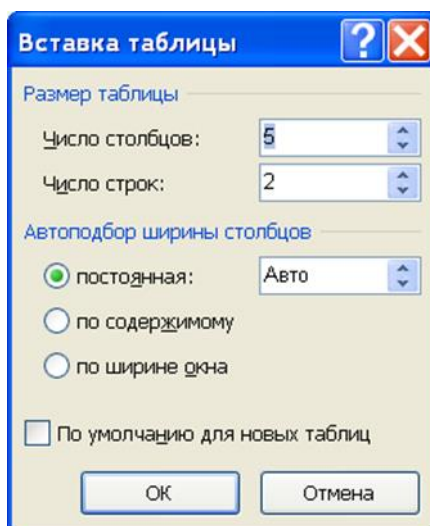 Вставка таблицы ?
Размер таблицы
Число столбцов: 5
Число строк: 2
Автоподбор ширины столбцов
постоянная: Авто
по содержимому
по ширине окна
По умолчанию для новых таблиц
ОК Отмена